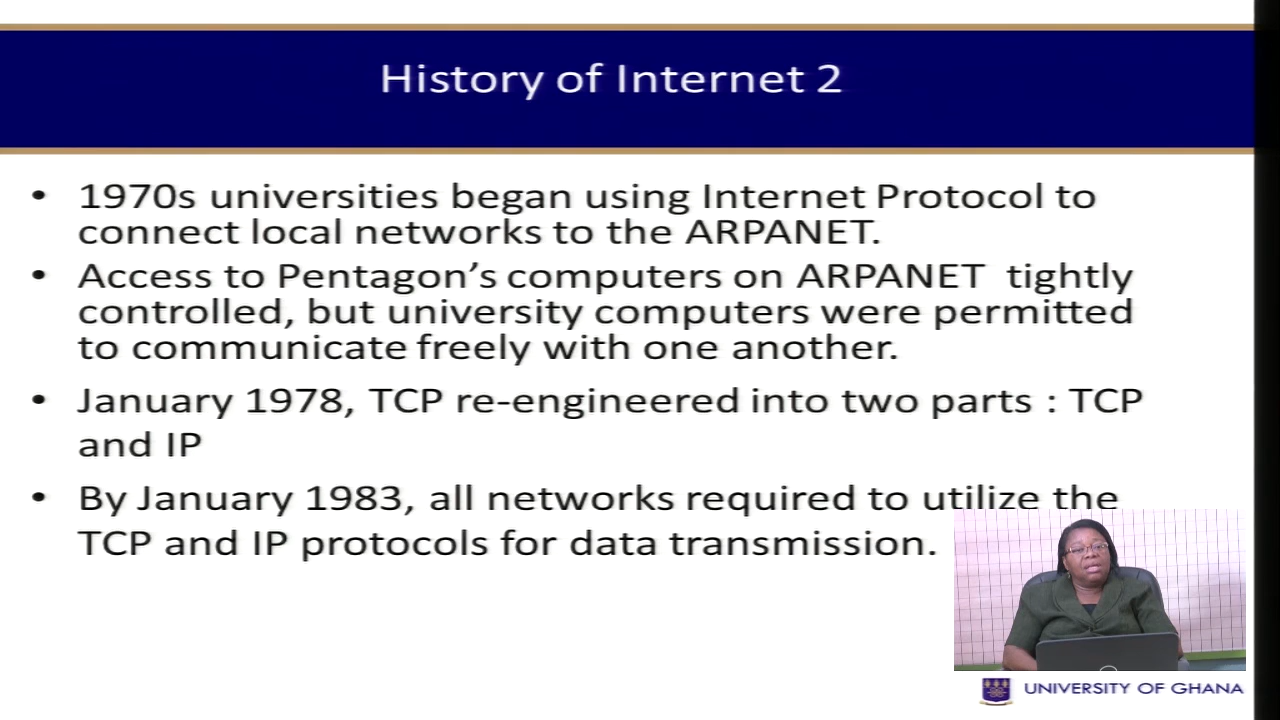 History of Internet 2
• 1970s universities began using Internet Protocol to
connect local networks to the ARPANET.
• Access to Pentagon's computers on ARPANET tightly
controlled, but university computers were permitted
to communicate freely with one another.
• January 1978, TCP re-engineered into two parts : TCP
and IP
• By January 1983, all networks required to utilize the
TCP and IP protocols for data transmission.
UNIVERSITY OF GHANA